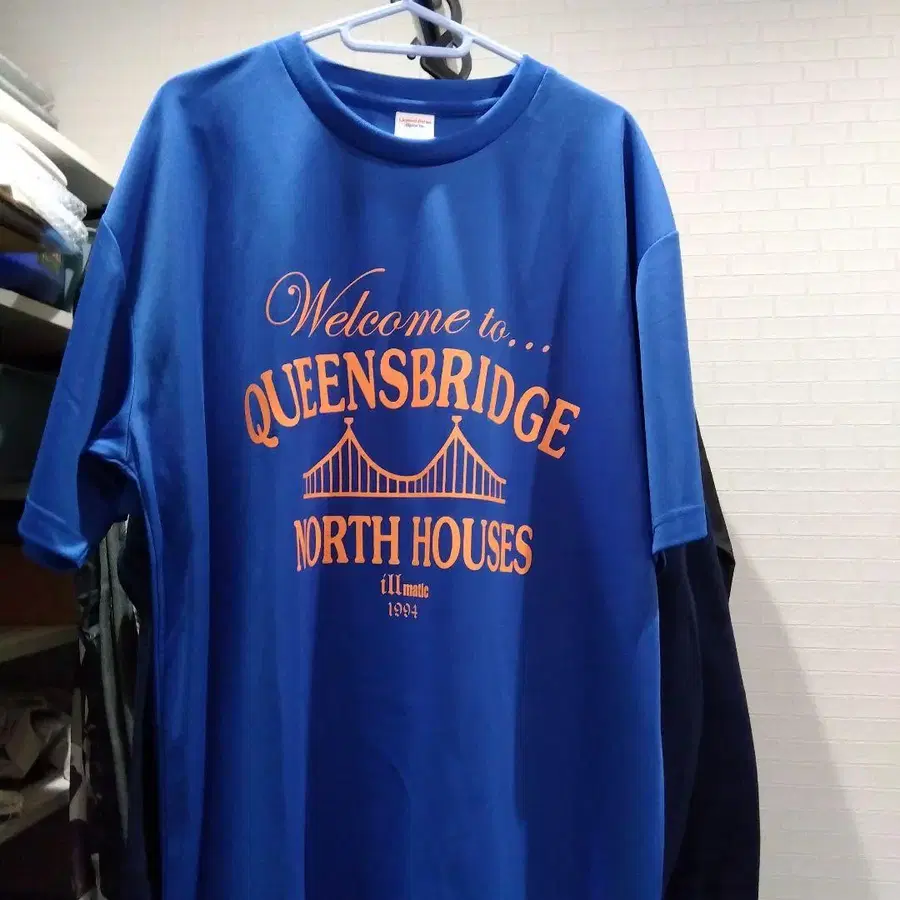 Welcome to...
QUEENSBRIDGE
NORTH HOUSES
illmatic
1994